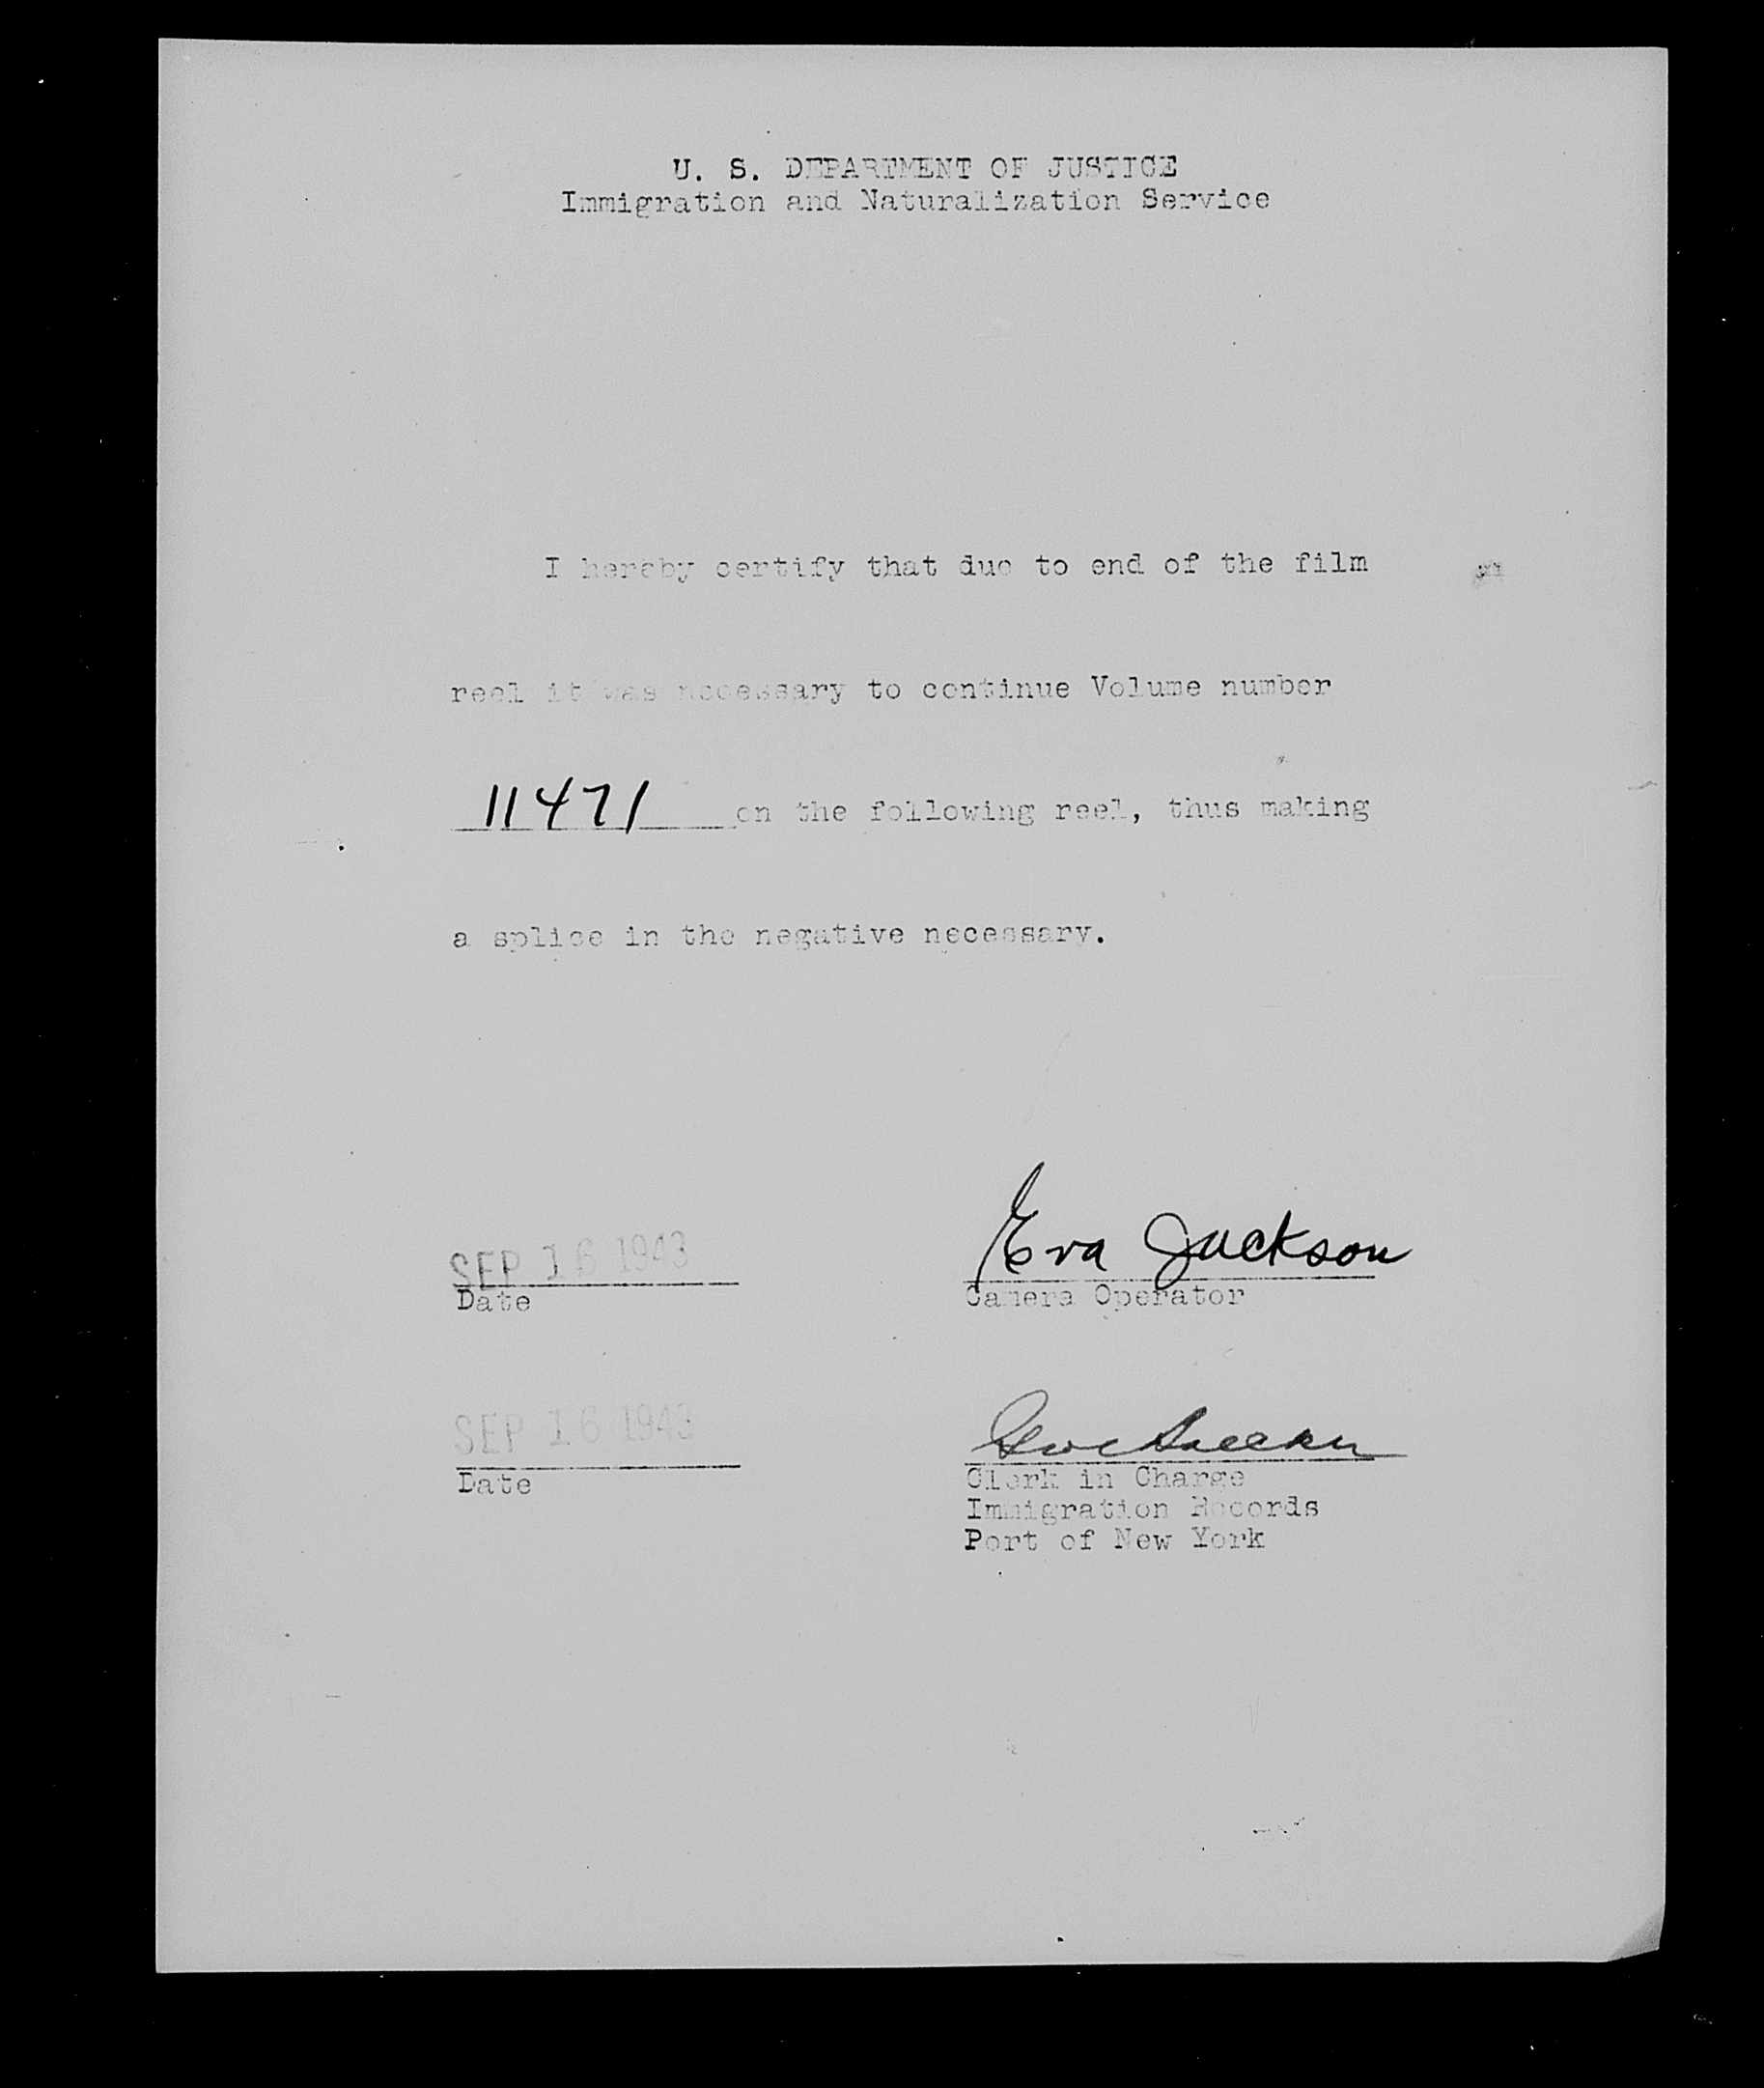 U. S. DEPARTMENT OF JUSTICE
Immigration and Naturalization Service
I hereby certify that due to end of the film
reel it was necessary to continue Volume number
11471 on the following reel, thus making
a splice in the negative necessary.
SEP 16 1943
Date
Eva Jackson
Camera Operator
SEP 16 1943
Date
Clerk in Charge
Immigration Records
Port of New York